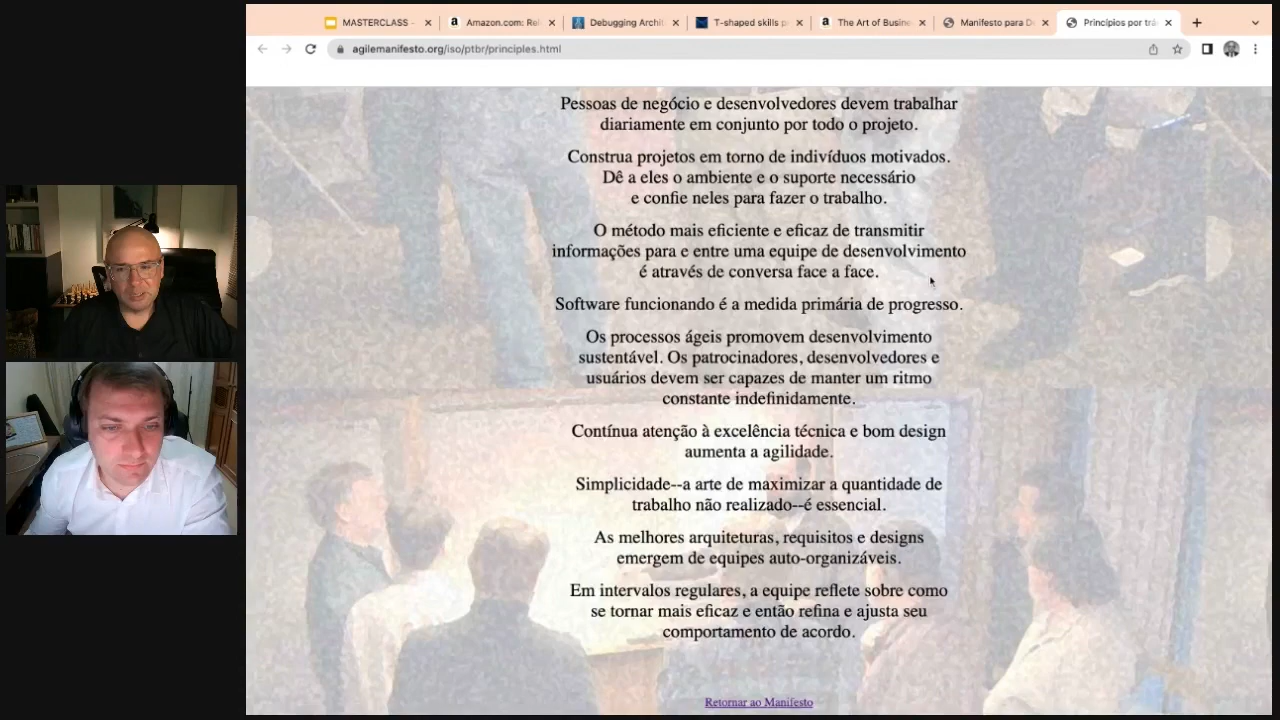 MASTERCLASS -
Amazon.com: Rel
Debugging Archi
T-shaped skills p
The Art of Busine
Manifesto para D
Princípios por trá
agilemanifesto.org/iso/ptbr/principles.html
Pessoas de negócio e desenvolvedores devem trabalhar
diariamente em conjunto por todo o projeto.
Construa projetos em torno de indivíduos motivados.
Dê a eles o ambiente e o suporte necessário
e confie neles para fazer o trabalho.
O método mais eficiente e eficaz de transmitir
informações para e entre uma equipe de desenvolvimento
é através de conversa face a face.
Software funcionando é a medida primária de progresso.
Os processos ágeis promovem desenvolvimento
sustentável. Os patrocinadores, desenvolvedores e
usuários devem ser capazes de manter um ritmo
constante indefinidamente.
Contínua atenção à excelência técnica e bom design
aumenta a agilidade.
Simplicidade--a arte de maximizar a quantidade de
trabalho não realizado--é essencial.
As melhores arquiteturas, requisitos e designs
emergem de equipes auto-organizáveis.
Em intervalos regulares, a equipe reflete sobre como
se tornar mais eficaz e então refina e ajusta seu
comportamento de acordo.
Retornar ao Manifesto